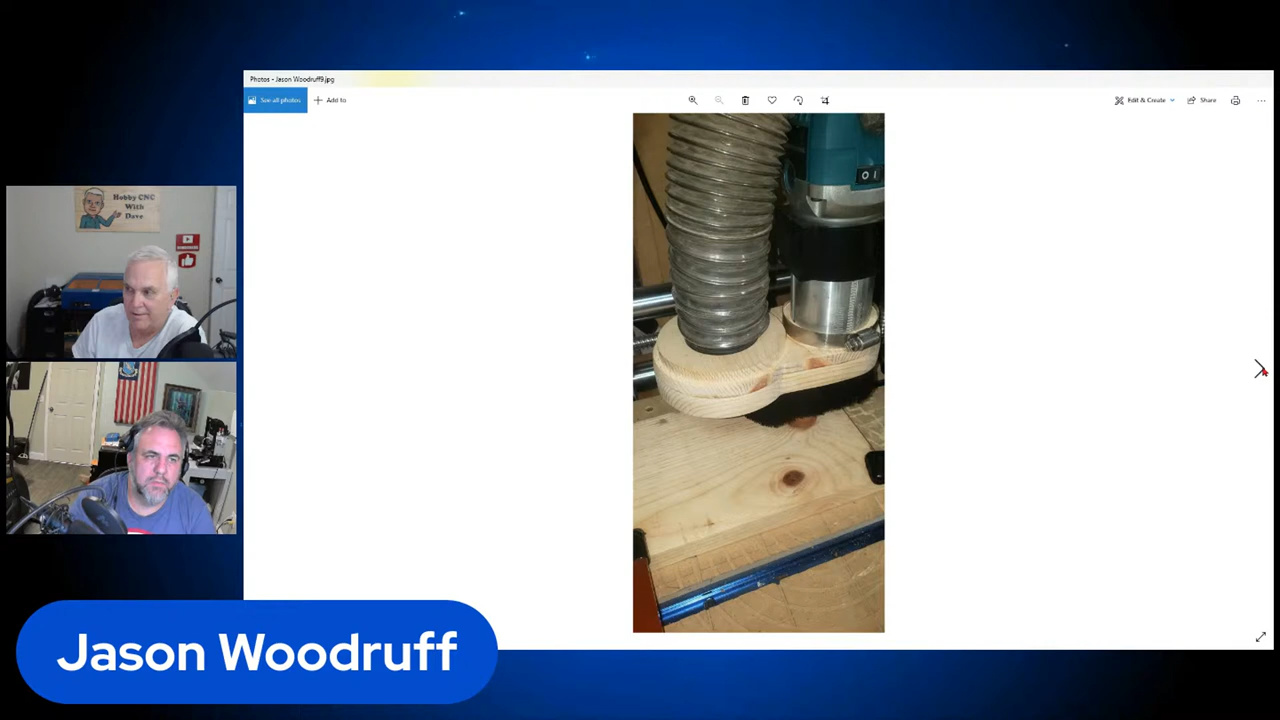 Photos - Jason Woodruff9.jpg
See all photos
Add to
Edit & Create
Share
Hobby CNC
With
Dave
Jason Woodruff